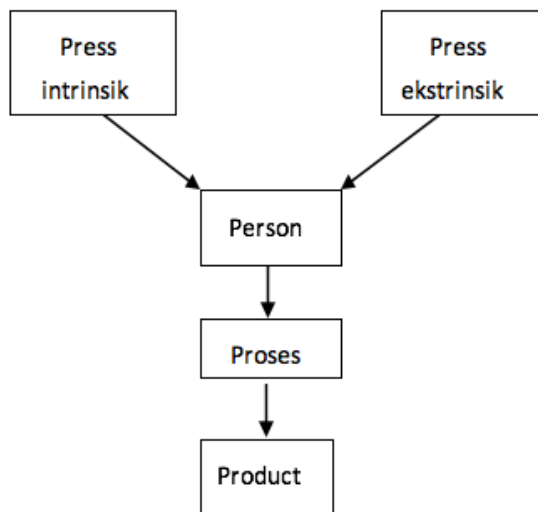 Press
intrinsik
Press
ekstrinsik
Person
Proses
Product